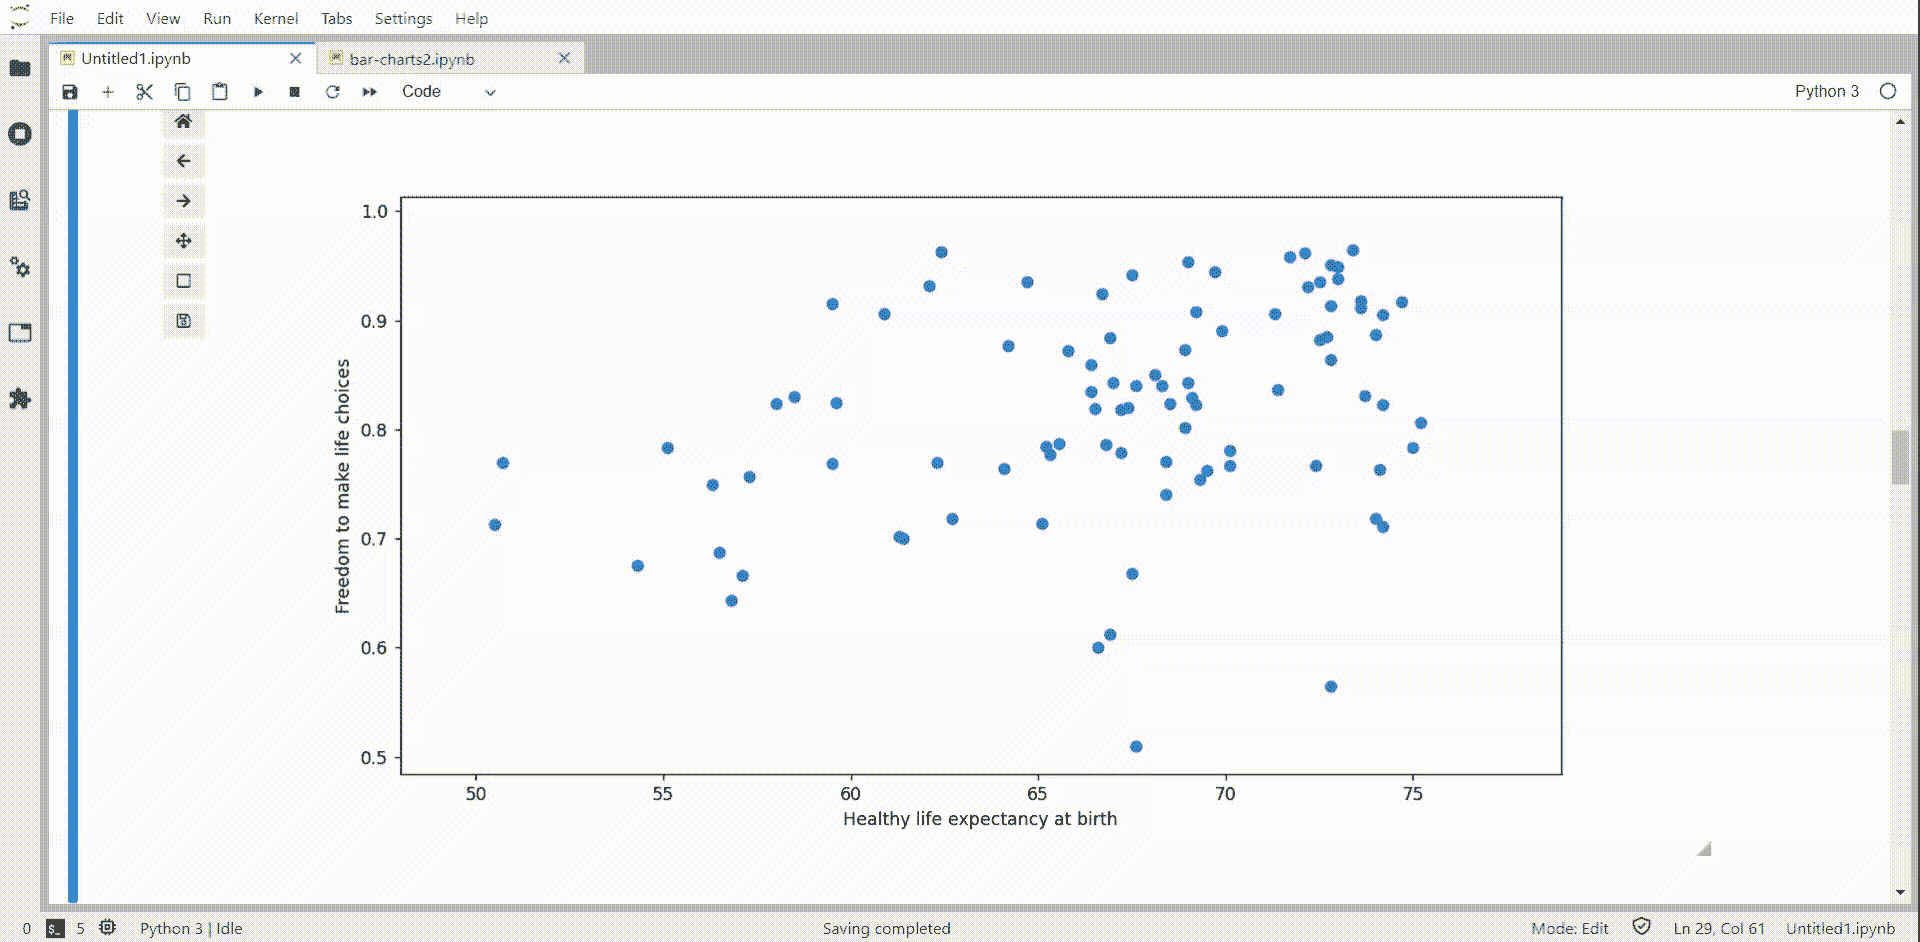 File Edit View Run Kernel Tabs Settings Help
Untitled1.ipynb bar-charts2.ipynb
Code Python 3
1.0
0.9
0.8
0.7
0.6
0.5
Freedom to make life choices
50 55 60 65 70 75
Healthy life expectancy at birth
0 $_ 5 Python 3 | Idle Saving completed Mode: Edit Ln 29, Col 61 Untitled1.ipynb